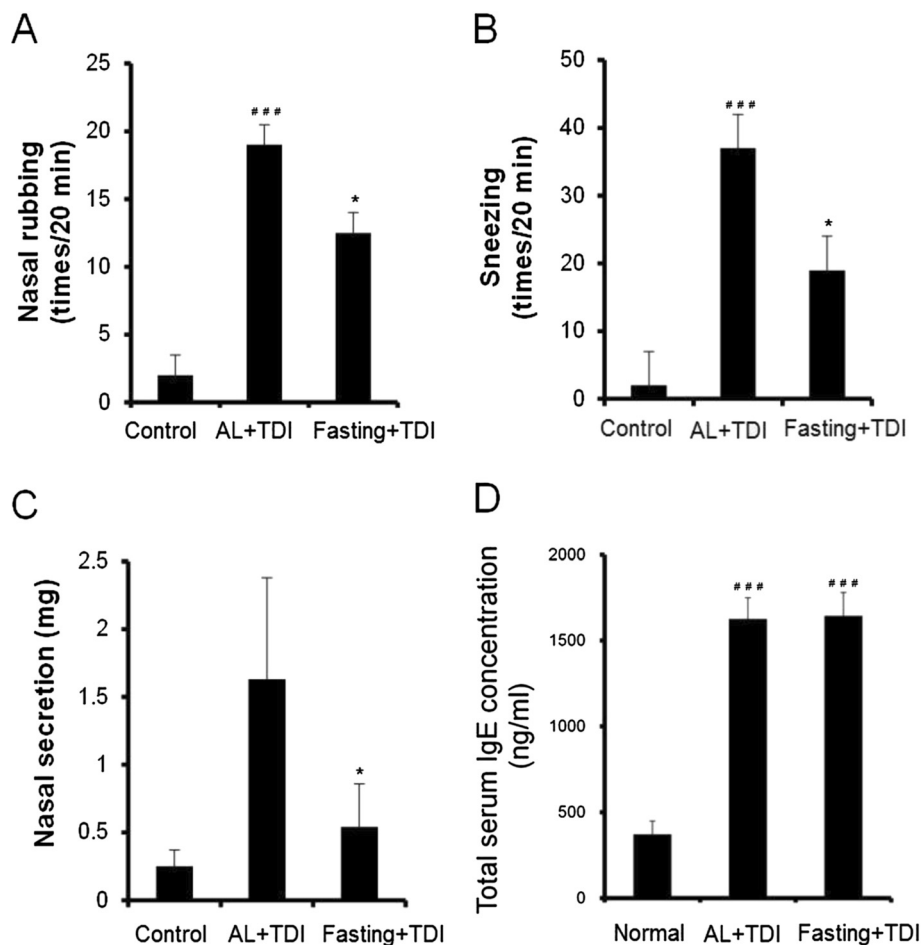 A
Nasal rubbing
(times/20 min)
25
20
15
10
5
0
# # #
*
Control AL+TDI Fasting+TDI
B
Sneezing
(times/20 min)
50
40
30
20
10
0
# # #
*
Control AL+TDI Fasting+TDI
C
Nasal secretion (mg)
2.5
2
1.5
1
0.5
0
*
Control AL+TDI Fasting+TDI
D
Total serum IgE concentration
(ng/ml)
2000
1500
1000
500
0
# # #
# # #
Normal AL+TDI Fasting+TDI